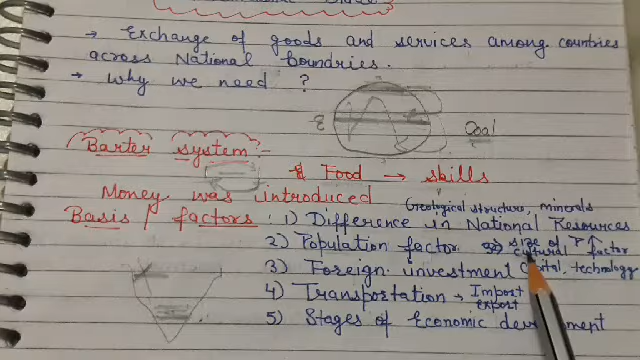 → Exchange of goods and services among countries
across National boundries.
→ Why we need ?
Coal
Barter system :-
Food → skills
Money was introduced
Geological structure, minerals
Basis / factors : 1) Difference in National Resources
2) Population factor size of P ↑
cultural factor
3) Foreign investment Capital, technology
4) Transportation → Import
export
5) Stages of Economic development